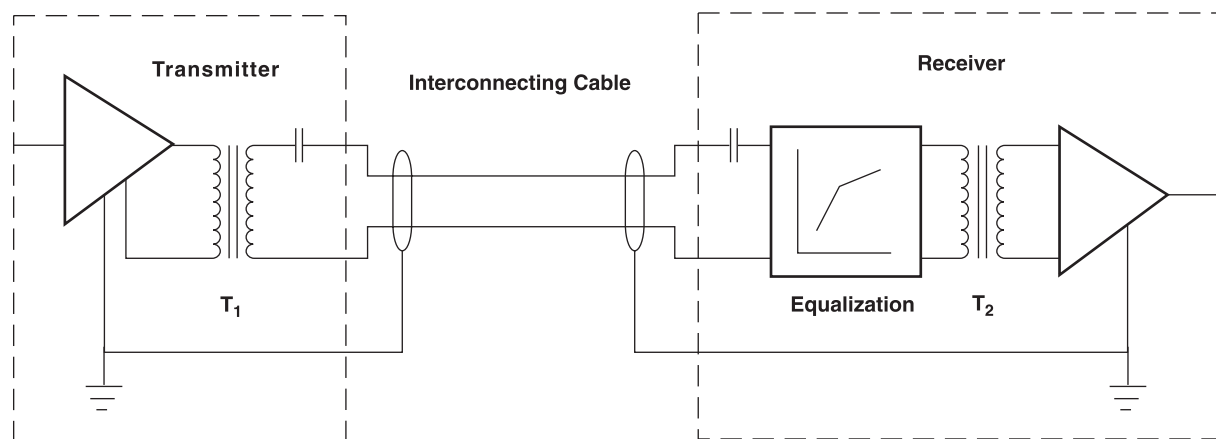 Transmitter
Interconnecting Cable
Receiver
T1
Equalization
T2